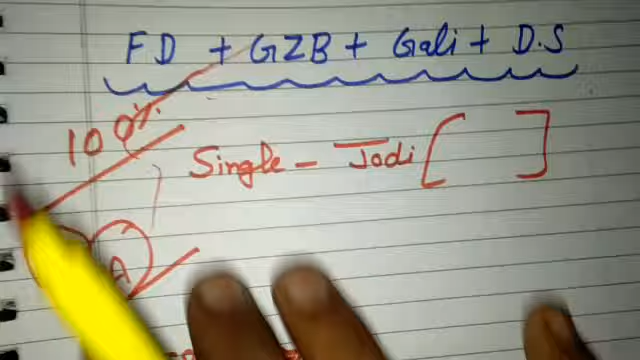 FD + GZB + Gali + D.S
100%
Single - Jodi [ ]
A